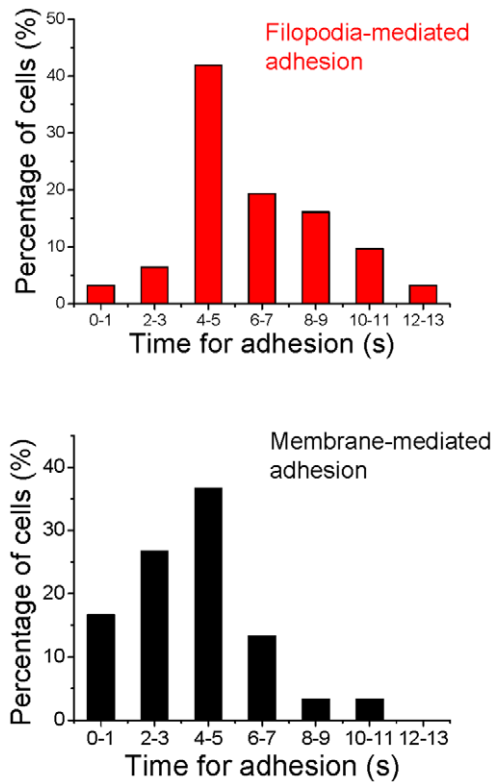 Filopodia-mediated
adhesion
Percentage of cells (%)
50
40
30
20
10
0
0-1 2-3 4-5 6-7 8-9 10-11 12-13
Time for adhesion (s)
Membrane-mediated
adhesion
Percentage of cells (%)
40
30
20
10
0
0-1 2-3 4-5 6-7 8-9 10-11 12-13
Time for adhesion (s)